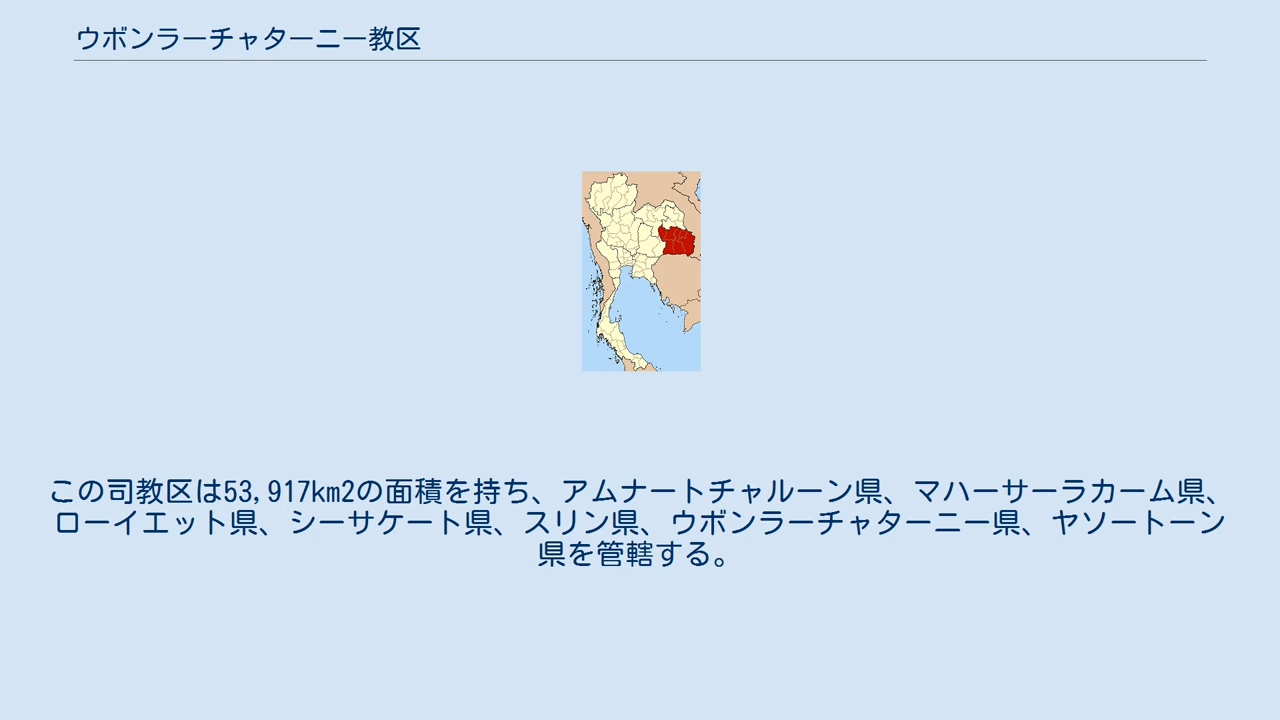 ウボンラーチャターニー教区
この司教区は53,917km2の面積を持ち、アムナートチャルーン県、マハーサーラカーム県、
ローイエット県、シーサケート県、スリン県、ウボンラーチャターニー県、ヤソートーン
県を管轄する。